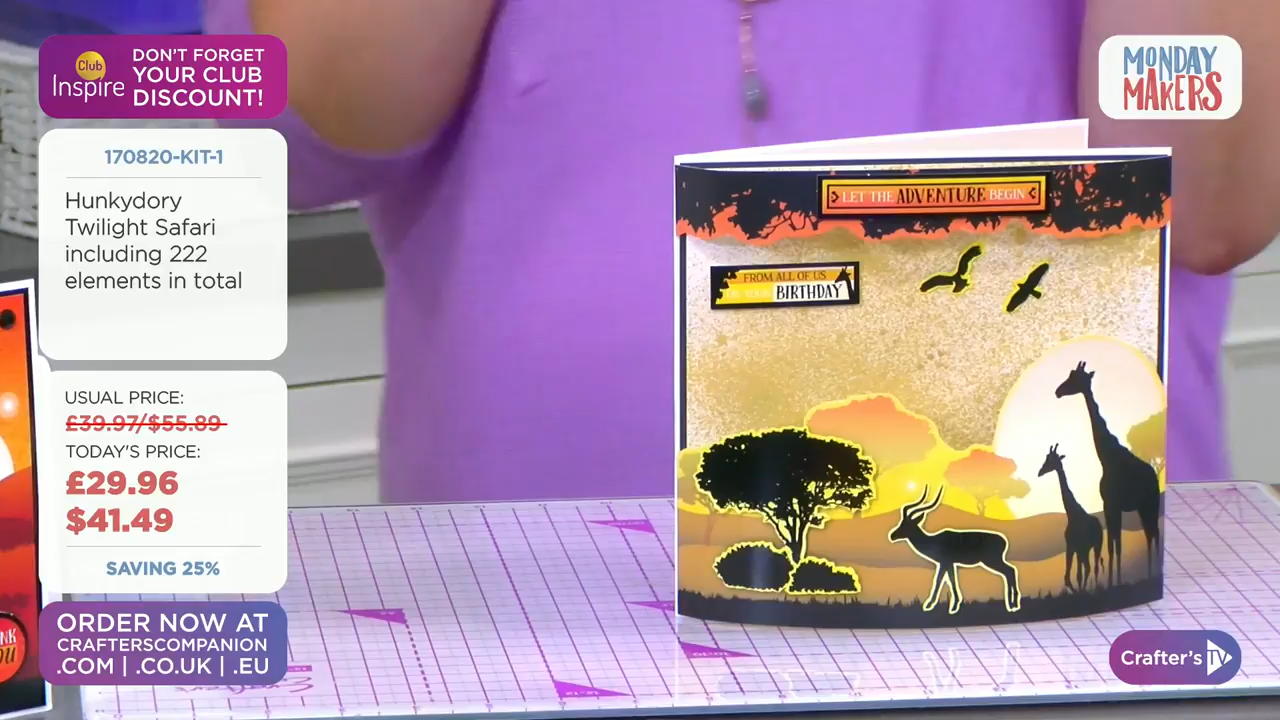 Club
Inspire
DON'T FORGET
YOUR CLUB
DISCOUNT!
170820-KIT-1
Hunkydory
Twilight Safari
including 222
elements in total
USUAL PRICE:
£39.97/$55.89
TODAY'S PRICE:
£29.96
$41.49
SAVING 25%
ORDER NOW AT
CRAFTERSCOMPANION
.COM | .CO.UK | .EU
MONDAY
MAKERS
LET THE ADVENTURE BEGIN
FROM ALL OF US
BIRTHDAY
Crafter's TV